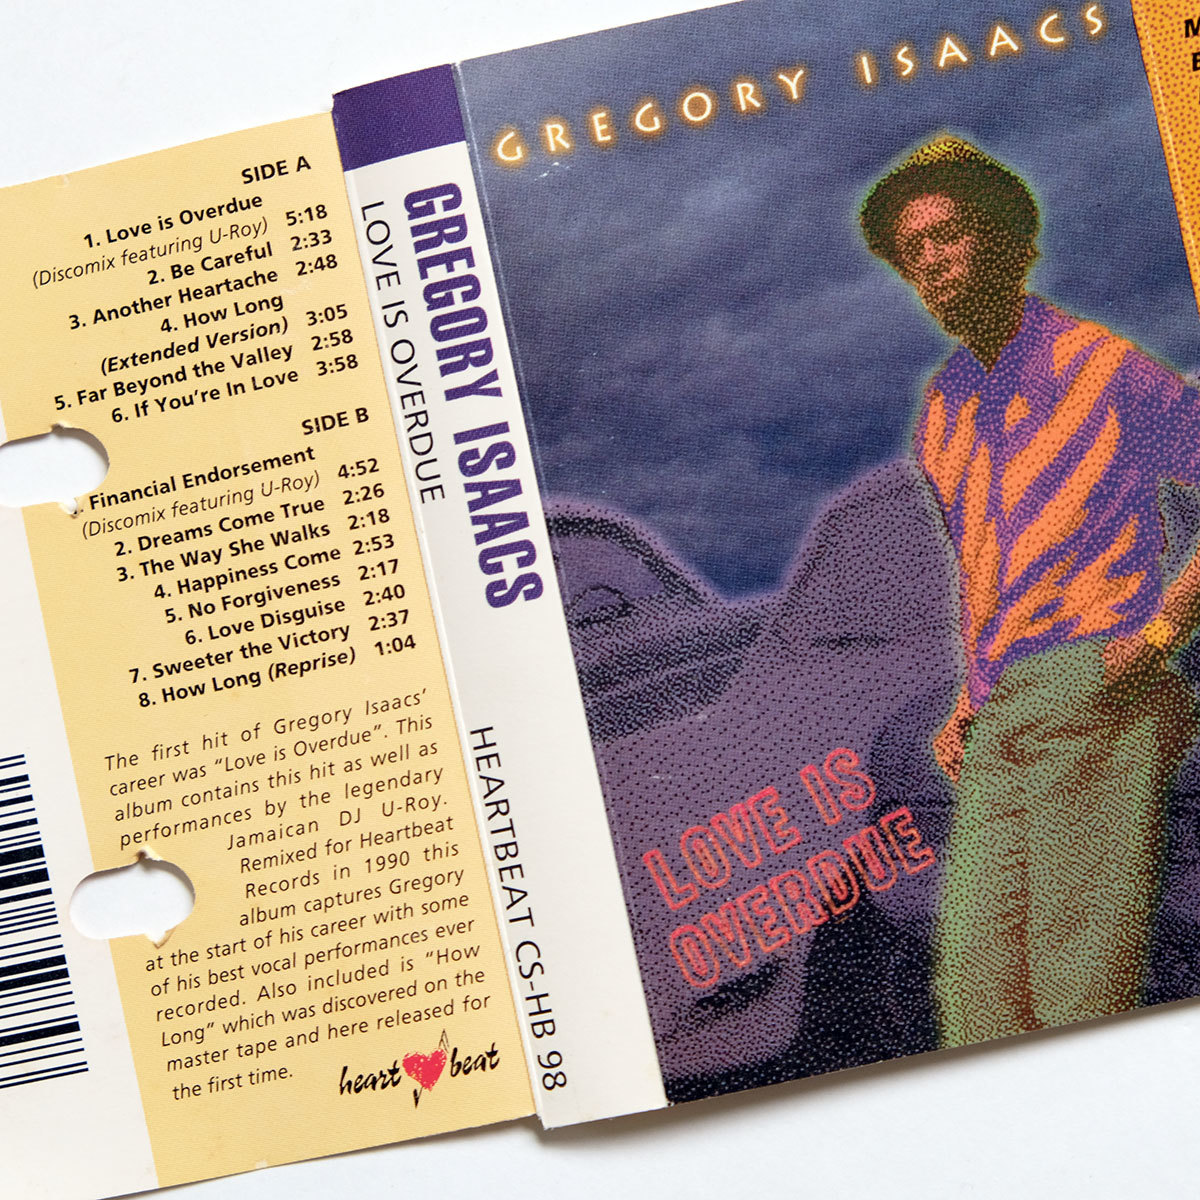 SIDE A
1. Love is Overdue
(Discomix featuring U-Roy) 5:18
2. Be Careful 2:33
3. Another Heartache 2:48
4. How Long
(Extended Version) 3:05
5. Far Beyond the Valley 2:58
6. If You're In Love 3:58
SIDE B
. Financial Endorsement
(Discomix featuring U-Roy) 4:52
2. Dreams Come True 2:26
3. The Way She Walks 2:18
4. Happiness Come 2:53
5. No Forgiveness 2:17
6. Love Disguise 2:40
7. Sweeter the Victory 2:37
8. How Long (Reprise) 1:04
The first hit of Gregory Isaacs'
career was "Love is Overdue". This
album contains this hit as well as
performances by the legendary
Jamaican DJ U-Roy.
Remixed for Heartbeat
Records in 1990 this
album captures Gregory
at the start of his career with some
of his best vocal performances ever
recorded. Also included is "How
Long" which was discovered on the
master tape and here released for
the first time.
heart beat
GREGORY ISAACS
LOVE IS OVERDUE
HEARTBEAT CS-HB 98
GREGORY ISAACS
LOVE IS
OVERDUE